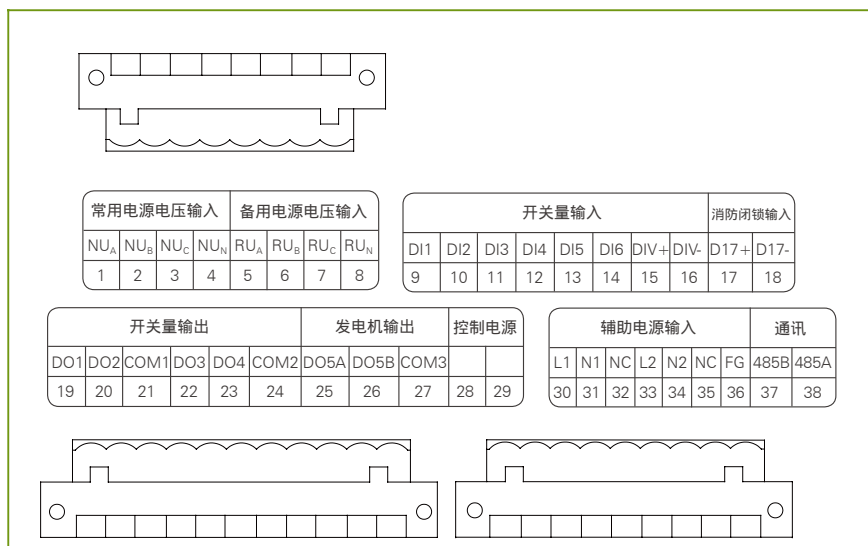 常用电源电压输入 备用电源电压输入
NUA NUB NUC NUN RUA RUB RUC RUN
1 2 3 4 5 6 7 8
开关量输入 消防闭锁输入
DI1 DI2 DI3 DI4 DI5 DI6 DIV+ DIV- D17+ D17-
9 10 11 12 13 14 15 16 17 18
开关量输出 发电机输出 控制电源
DO1 DO2 COM1 DO3 DO4 COM2 DO5A DO5B COM3
19 20 21 22 23 24 25 26 27 28 29
辅助电源输入 通讯
L1 N1 NC L2 N2 NC FG 485B 485A
30 31 32 33 34 35 36 37 38